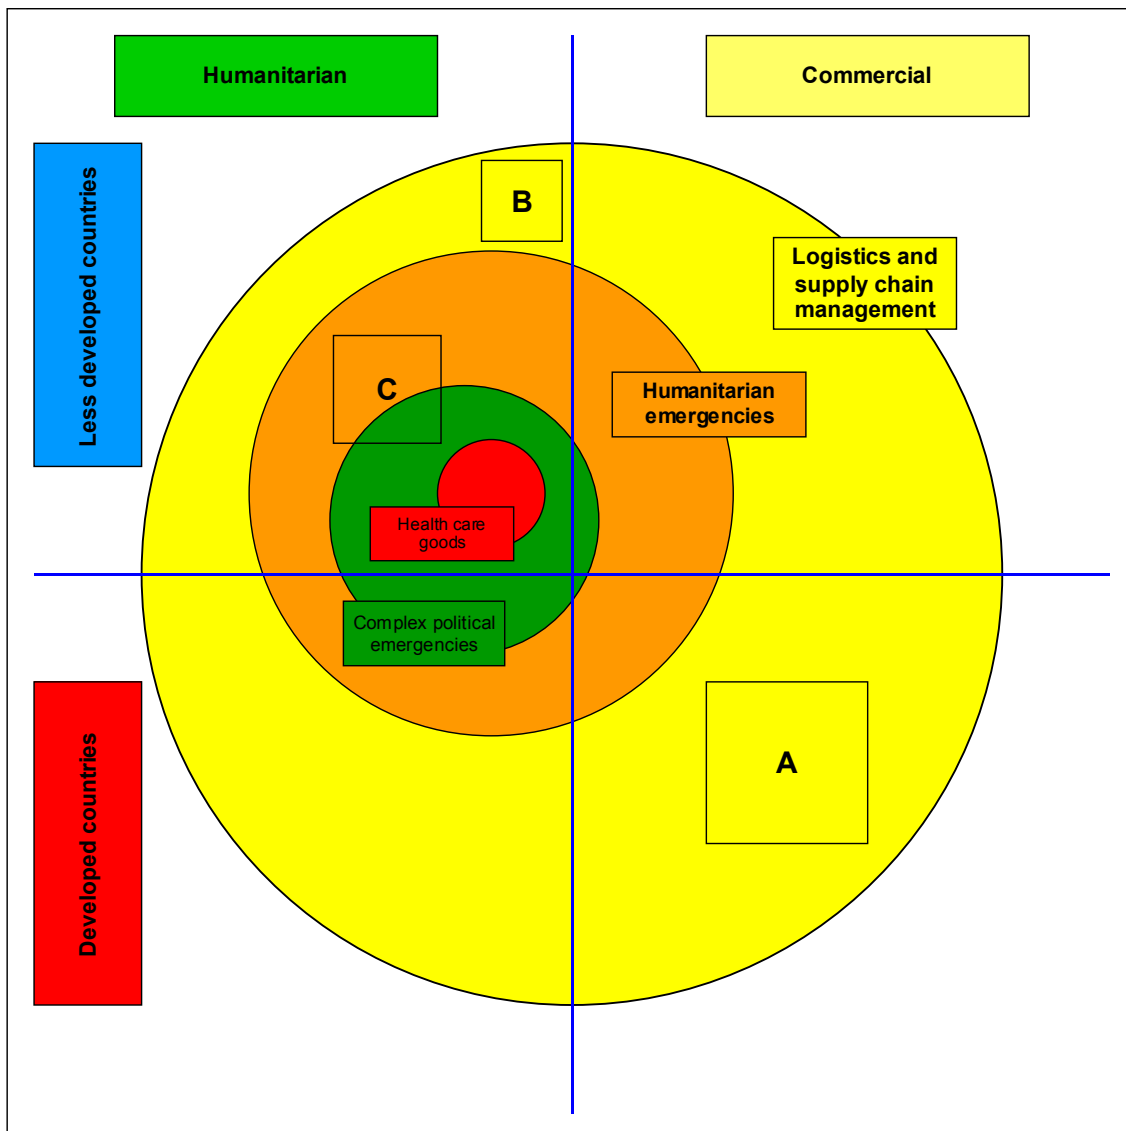 Humanitarian
Commercial
Less developed countries
B
Logistics and
supply chain
management
C
Humanitarian
emergencies
Health care
goods
Complex political
emergencies
Developed countries
A